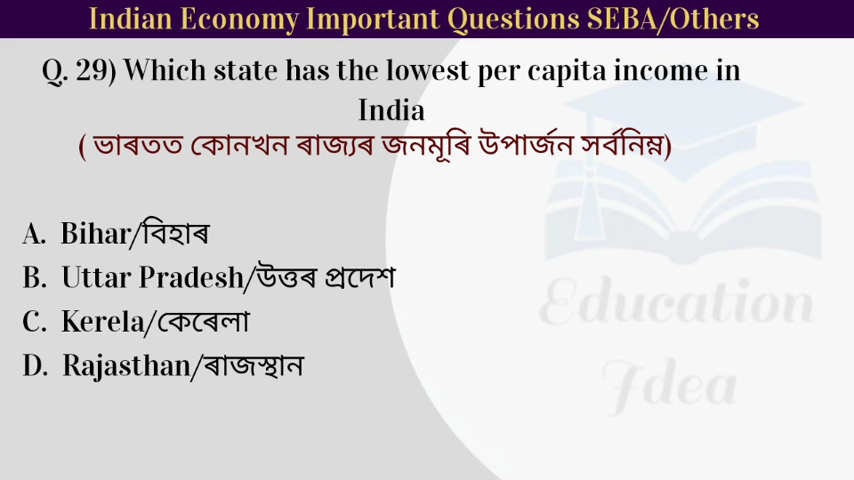 Indian Economy Important Questions SEBA/Others
Q. 29) Which state has the lowest per capita income in
India
( ভাৰতত কোনখন ৰাজ্যৰ জনমূৰি উপাৰ্জন সৰ্বনিম্ন)
A. Bihar/বিহাৰ
B. Uttar Pradesh/উত্তৰ প্ৰদেশ
C. Kerela/কেৰেলা
D. Rajasthan/ৰাজস্থান
Education
Idea